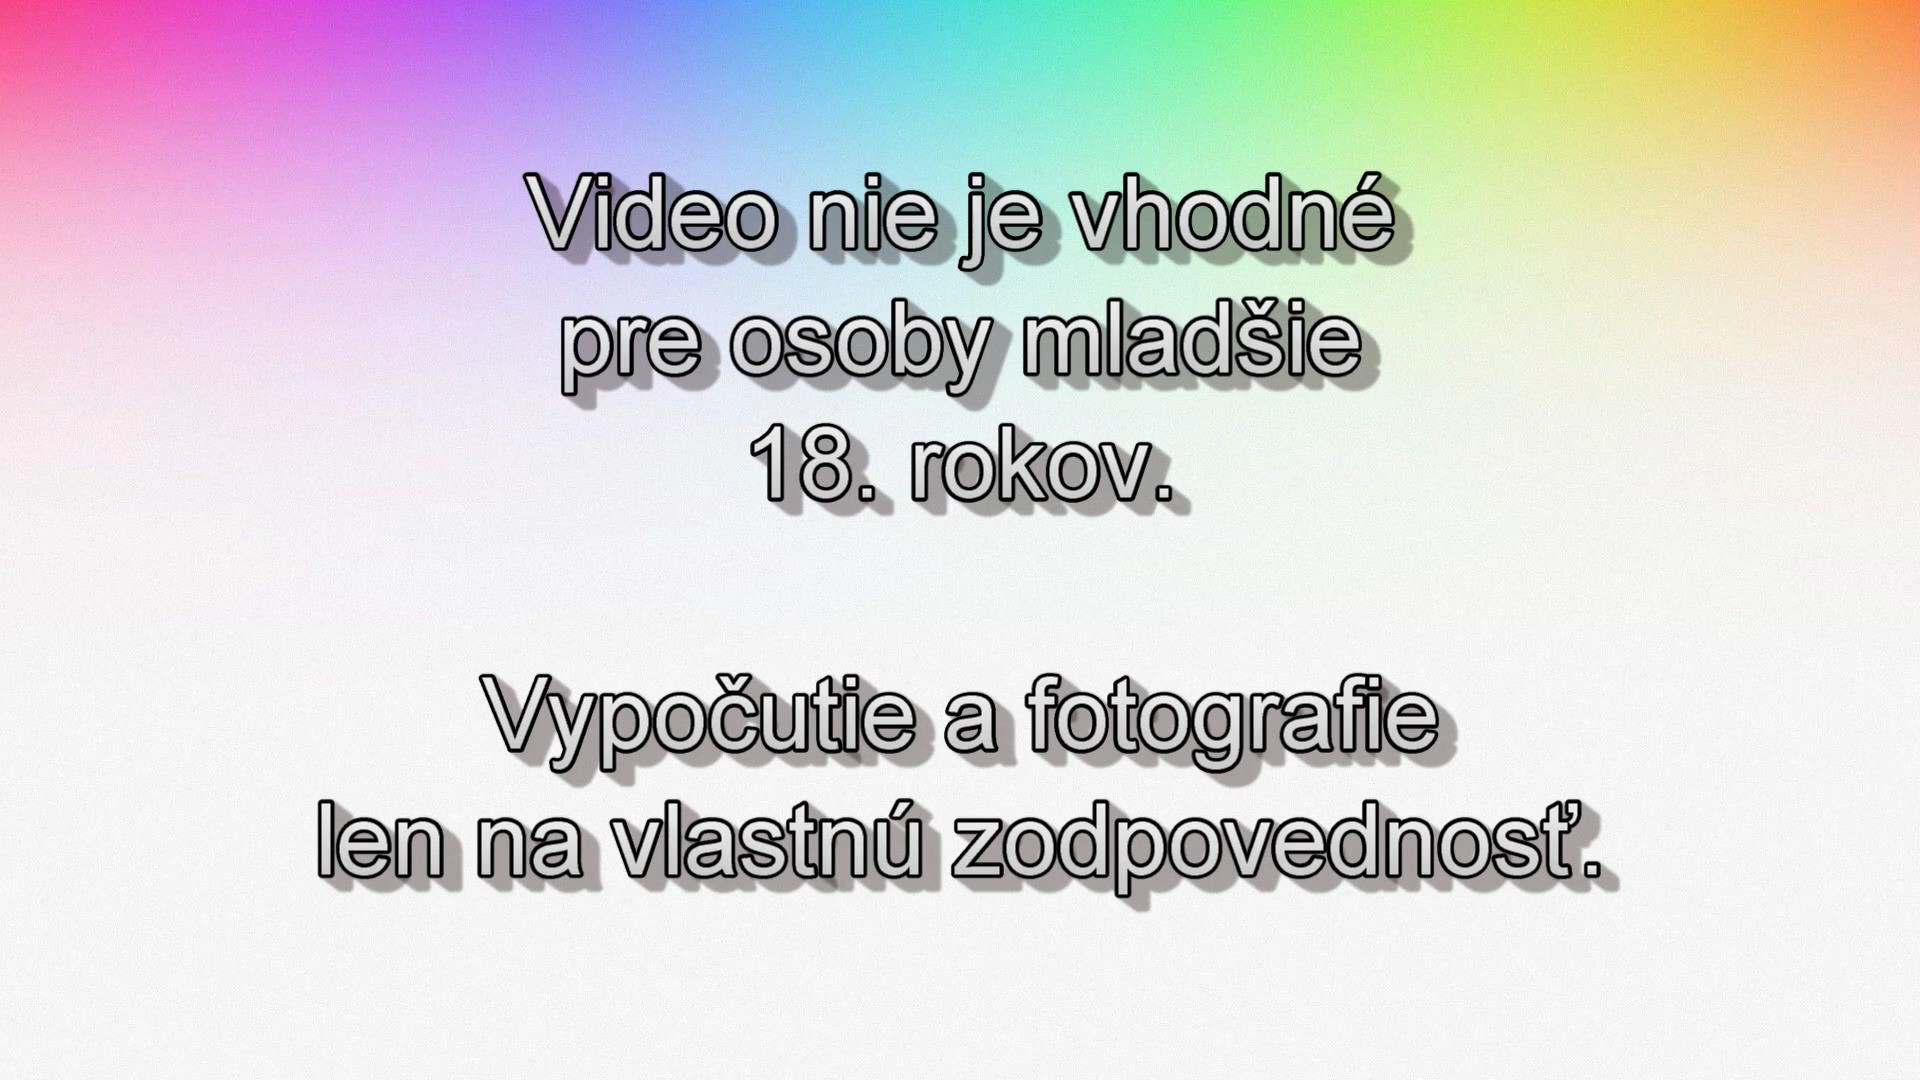 Video nie je vhodné
pre osoby mladšie
18. rokov.
Vypočutie a fotografie
len na vlastnú zodpovednosť.